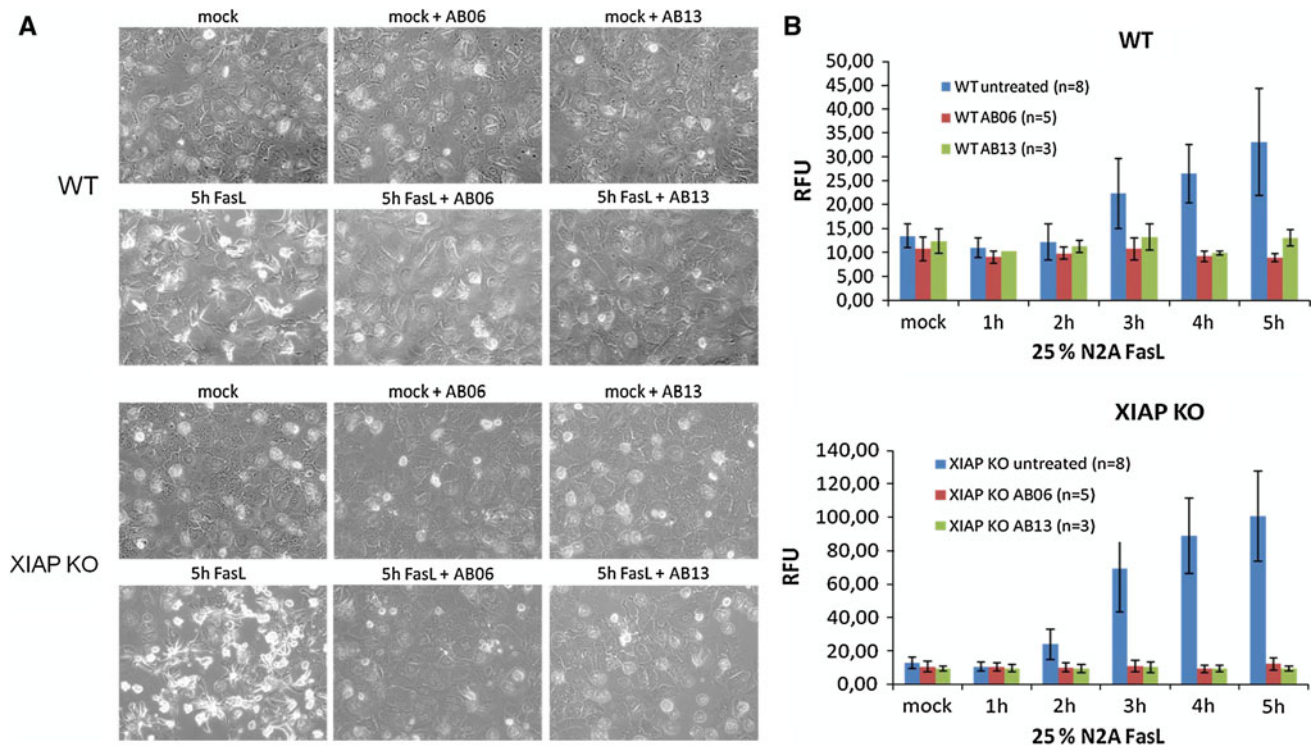 A
mock
mock + AB06
mock + AB13
WT
5h FasL
5h FasL + AB06
5h FasL + AB13
mock
mock + AB06
mock + AB13
XIAP KO
5h FasL
5h FasL + AB06
5h FasL + AB13
B
WT
50,00
45,00
40,00
35,00
30,00
25,00
20,00
15,00
10,00
5,00
0,00
RFU
WT untreated (n=8)
WT AB06 (n=5)
WT AB13 (n=3)
mock 1h 2h 3h 4h 5h
25 % N2A FasL
XIAP KO
140,00
120,00
100,00
80,00
60,00
40,00
20,00
0,00
RFU
XIAP KO untreated (n=8)
XIAP KO AB06 (n=5)
XIAP KO AB13 (n=3)
mock 1h 2h 3h 4h 5h
25 % N2A FasL